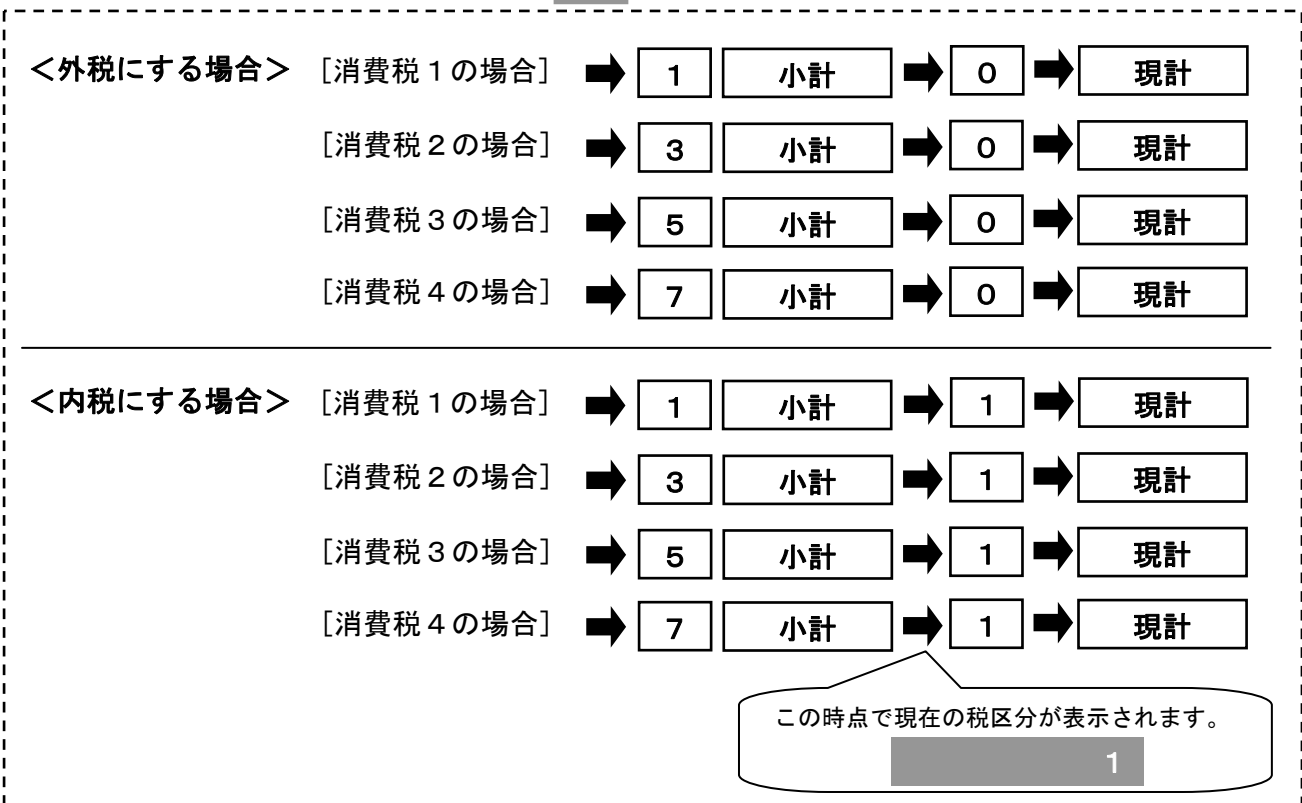 ＜外税にする場合＞ ［消費税１の場合］ 1 小計 0 現計
［消費税２の場合］ 3 小計 0 現計
［消費税３の場合］ 5 小計 0 現計
［消費税４の場合］ 7 小計 0 現計
＜内税にする場合＞ ［消費税１の場合］ 1 小計 1 現計
［消費税２の場合］ 3 小計 1 現計
［消費税３の場合］ 5 小計 1 現計
［消費税４の場合］ 7 小計 1 現計
この時点で現在の税区分が表示されます。
1